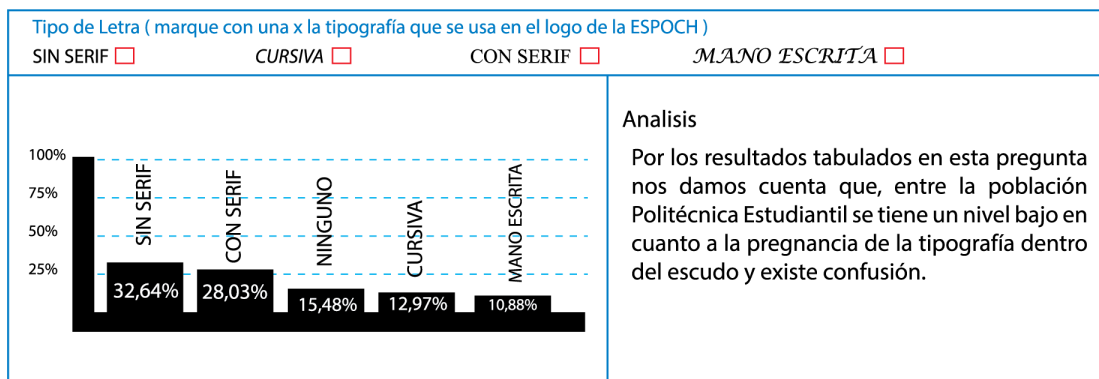 Tipo de Letra ( marque con una x la tipografía que se usa en el logo de la ESPOCH )
SIN SERIF CURSIVA CON SERIF MANO ESCRITA
100%
75%
50%
25%
SIN SERIF
CON SERIF
NINGUNO
CURSIVA
MANO ESCRITA
32,64%
28,03%
15,48%
12,97%
10,88%
Analisis
Por los resultados tabulados en esta pregunta
nos damos cuenta que, entre la población
Politécnica Estudiantil se tiene un nivel bajo en
cuanto a la pregnancia de la tipografía dentro
del escudo y existe confusión.